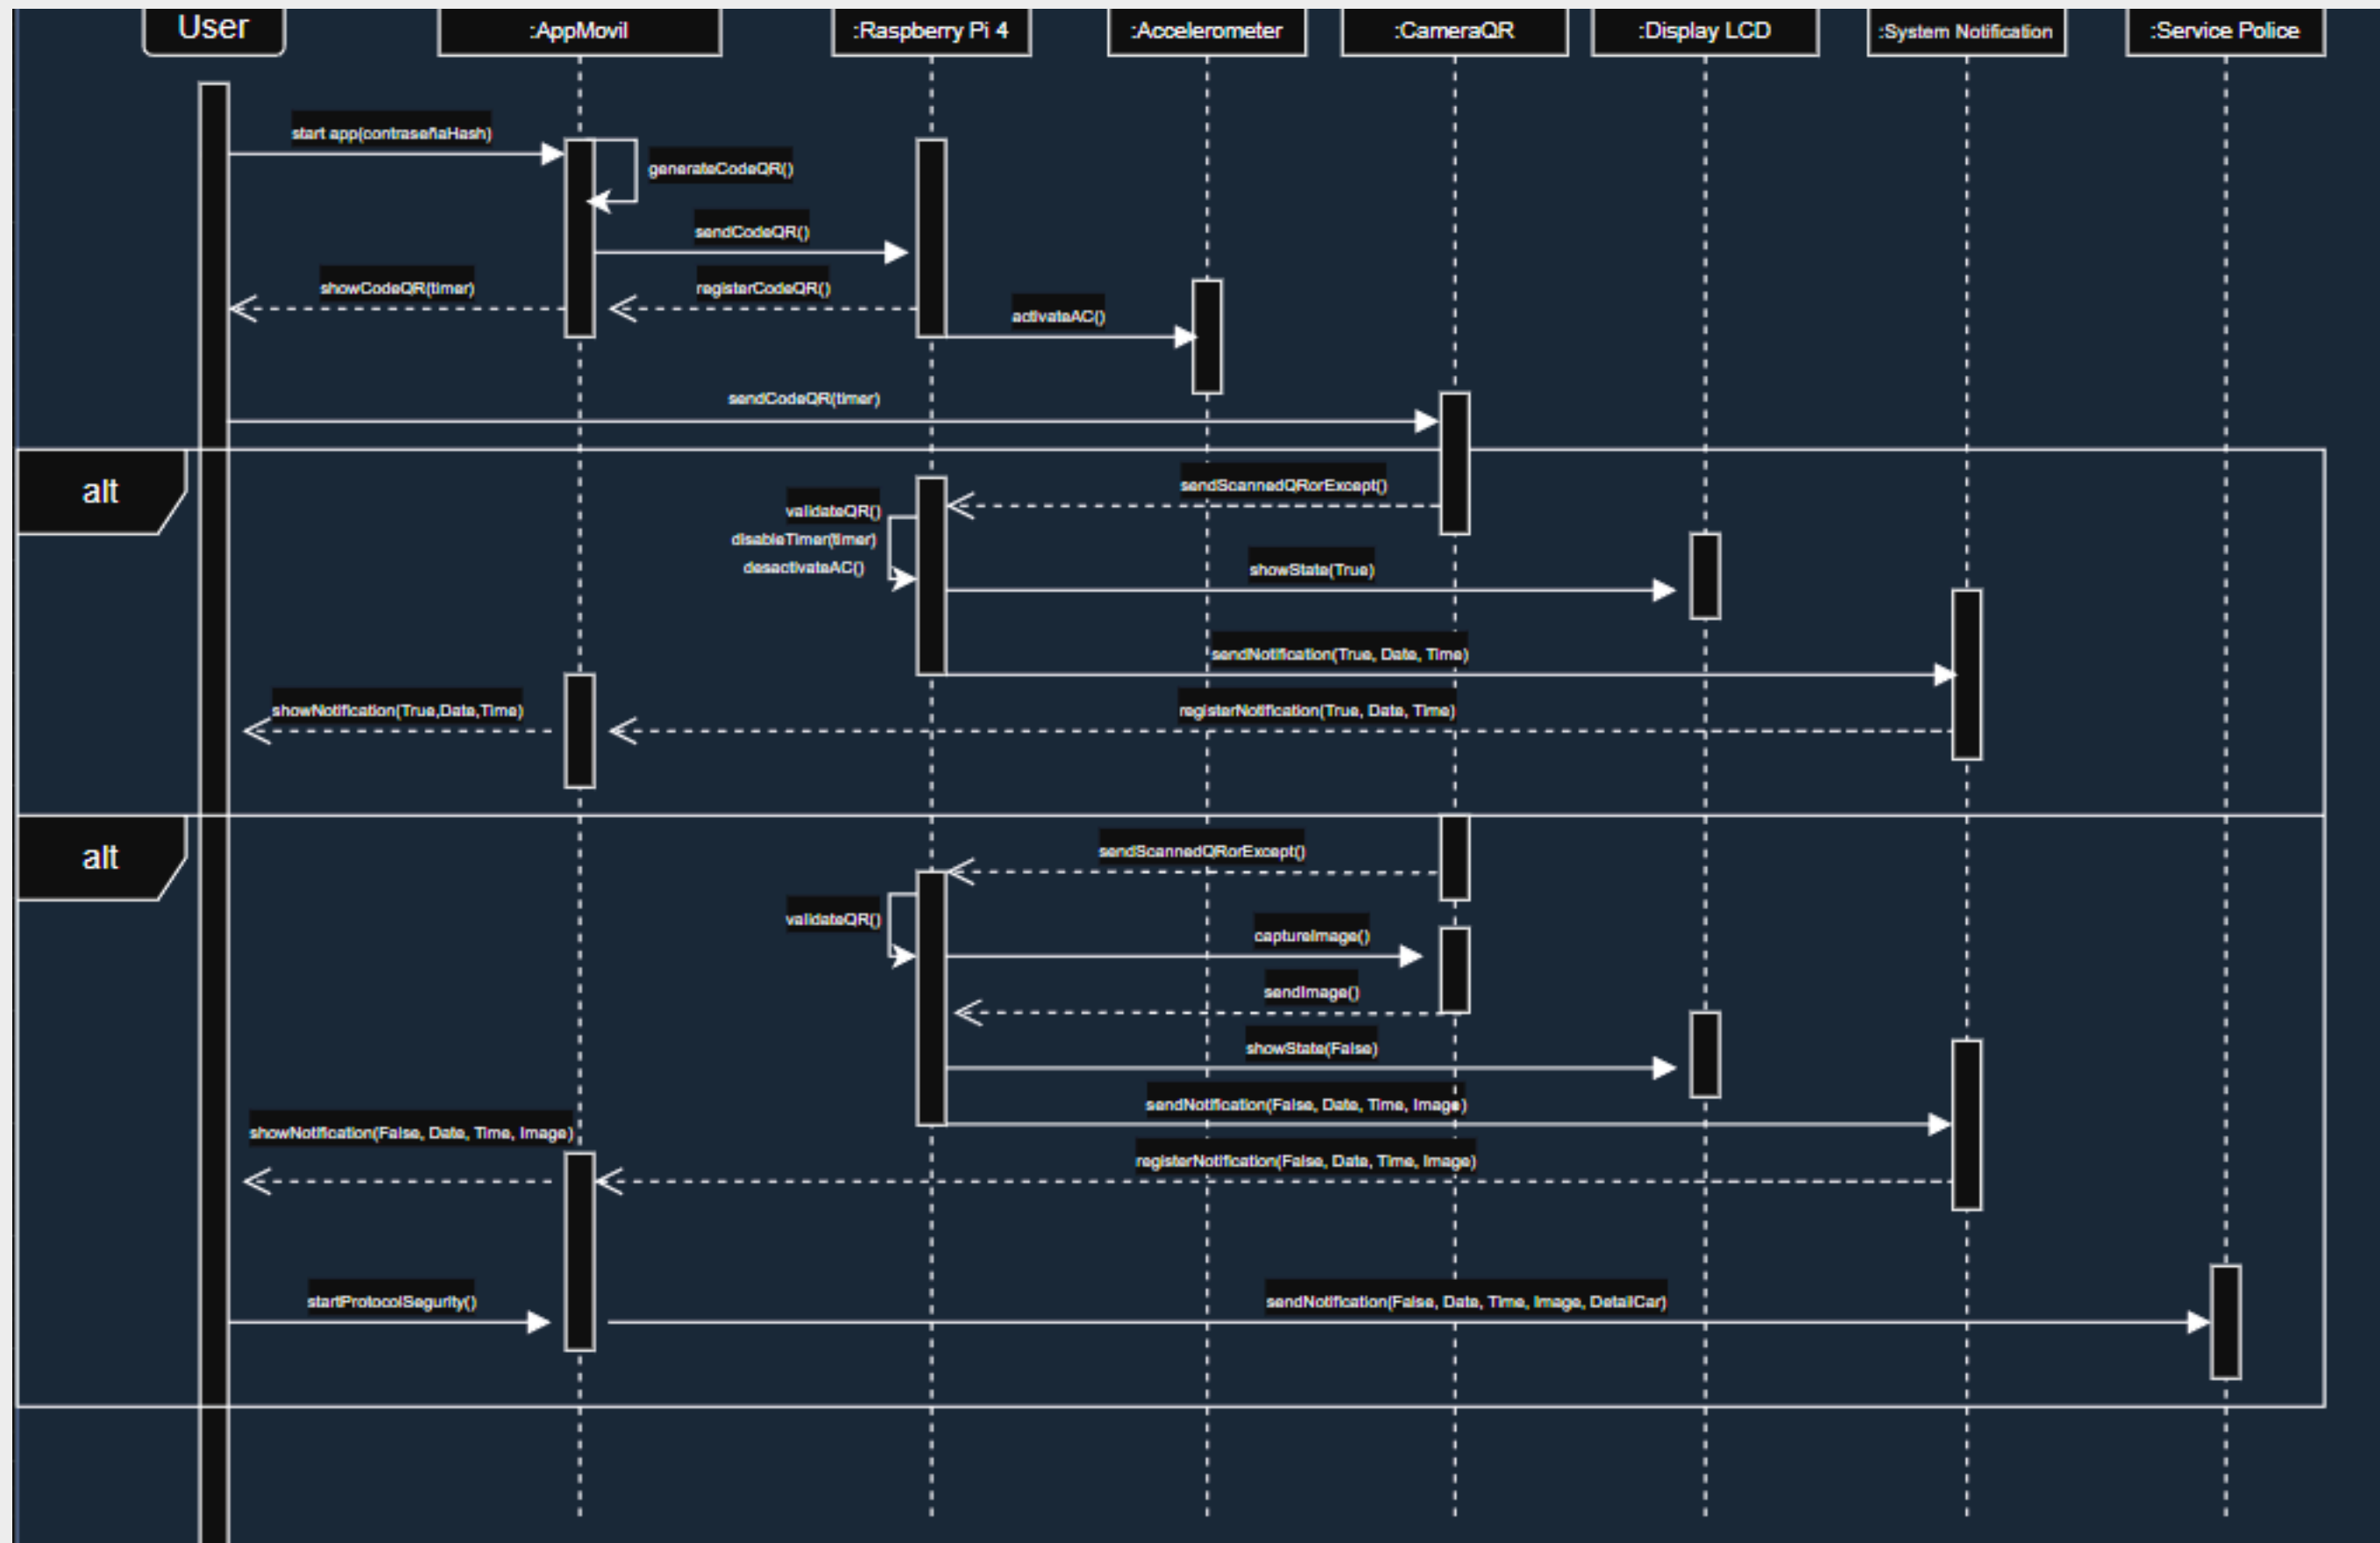 User
:AppMovil
:Raspberry Pi 4
:Accelerometer
:CameraQR
:Display LCD
:System Notification
:Service Police
start app(contraseñaHash)
generateCodeQR()
sendCodeQR()
showCodeQR(timer)
registerCodeQR()
activateAC()
sendCodeQR(timer)
alt
sendScannedQRorExcept()
validateQR()
disableTimer(timer)
desactivateAC()
showState(True)
sendNotification(True, Date, Time)
showNotification(True,Date,Time)
registerNotification(True, Date, Time)
alt
sendScannedQRorExcept()
validateQR()
captureImage()
sendImage()
showState(False)
sendNotification(False, Date, Time, Image)
showNotification(False, Date, Time, Image)
registerNotification(False, Date, Time, Image)
startProtocolSegurity()
sendNotification(False, Date, Time, Image, DetailCar)